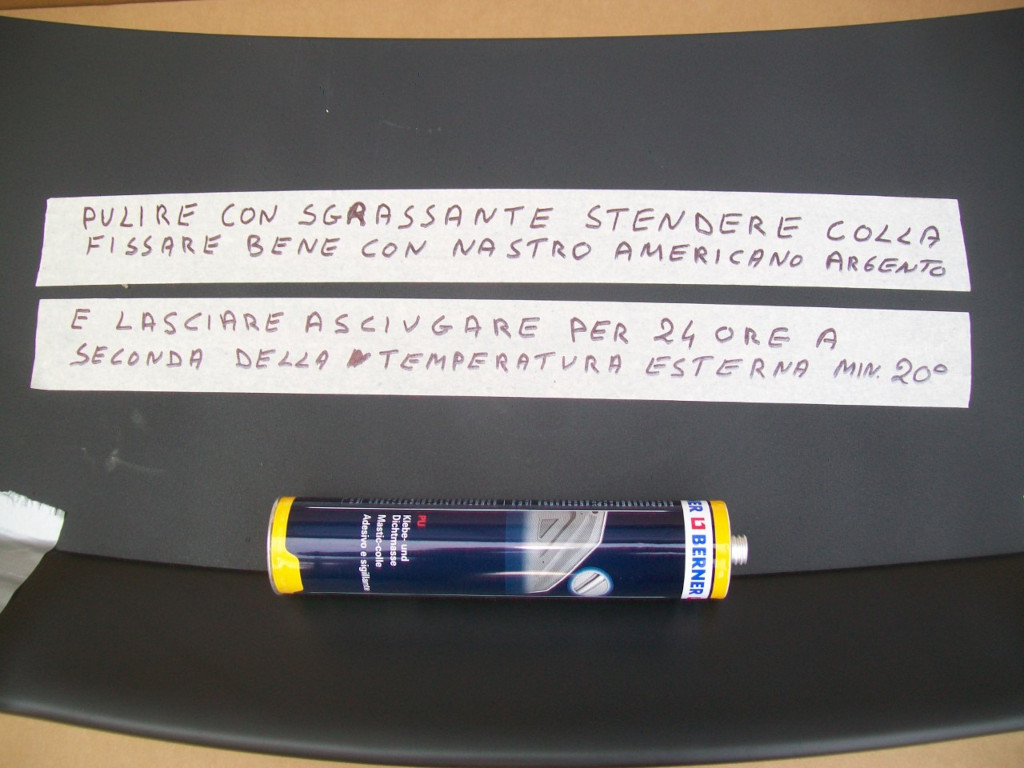 PULIRE CON SGRASSANTE STENDERE COLLA
FISSARE BENE CON NASTRO AMERICANO ARGENTO
E LASCIARE ASCIUGARE PER 24 ORE A
SECONDA DELLA TEMPERATURA ESTERNA MIN. 20°
PU
Klebe- und
Dichtmasse
Mastic-colle
Adesivo e sigillante
BERNER